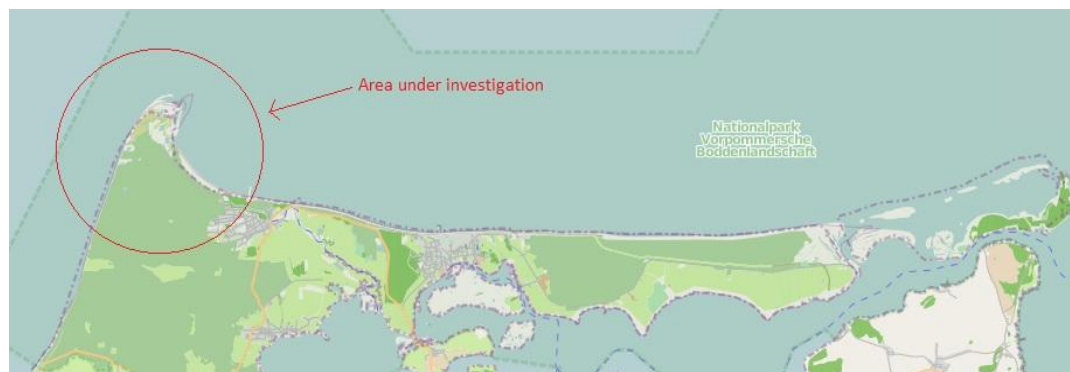 Area under investigation
Nationalpark
Vorpommersche
Boddenlandschaft